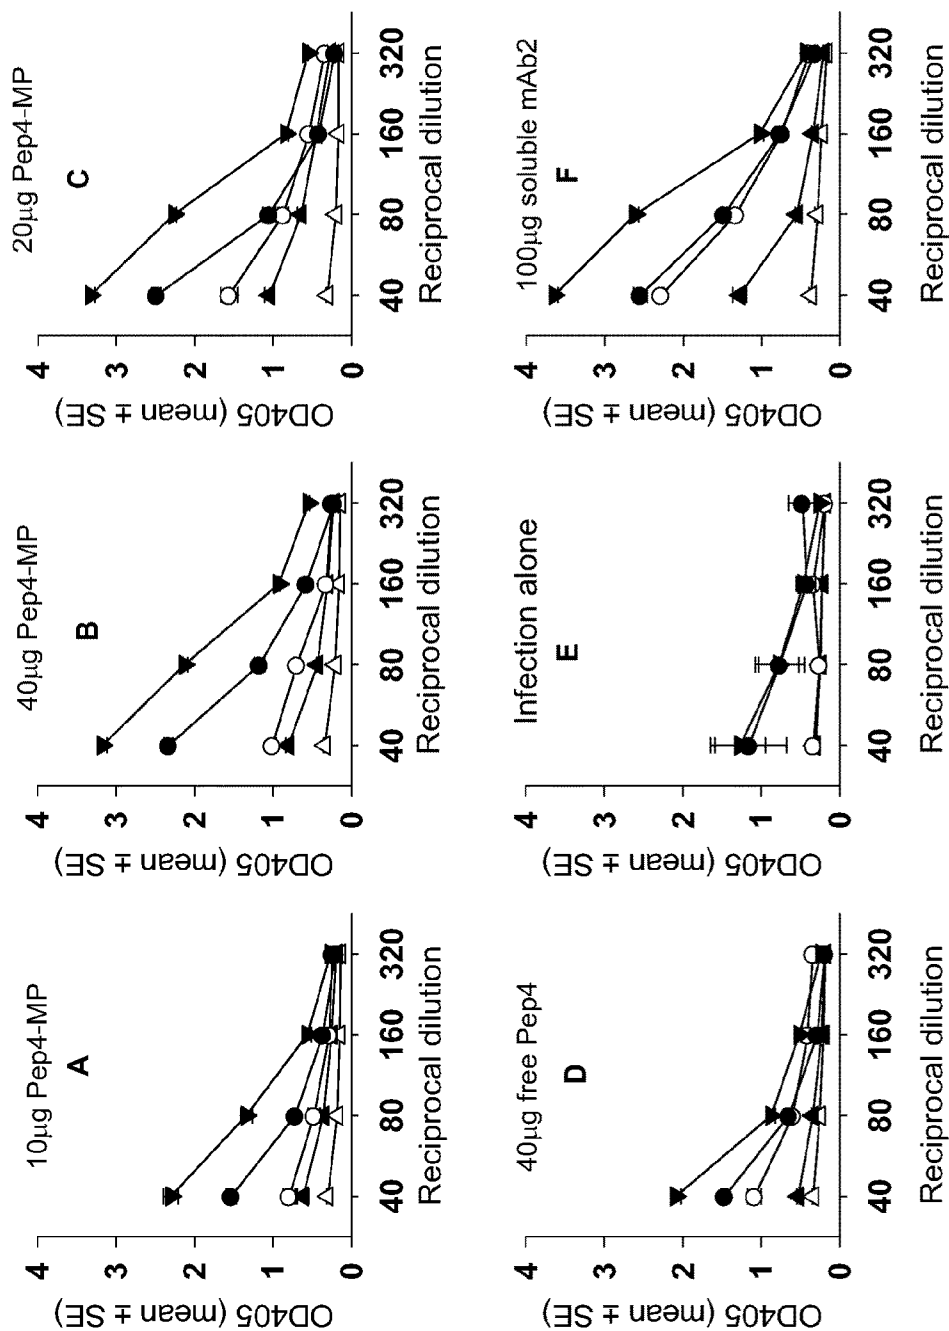 10µg Pep4-MP
A
OD405 (mean ± SE)
4
3
2
1
0
40 80 160 320
Reciprocal dilution
40µg Pep4-MP
B
OD405 (mean ± SE)
4
3
2
1
0
40 80 160 320
Reciprocal dilution
20µg Pep4-MP
C
OD405 (mean ± SE)
4
3
2
1
0
40 80 160 320
Reciprocal dilution
40µg free Pep4
D
OD405 (mean ± SE)
4
3
2
1
0
40 80 160 320
Reciprocal dilution
Infection alone
E
OD405 (mean ± SE)
4
3
2
1
0
40 80 160 320
Reciprocal dilution
100µg soluble mAb2
F
OD405 (mean ± SE)
4
3
2
1
0
40 80 160 320
Reciprocal dilution